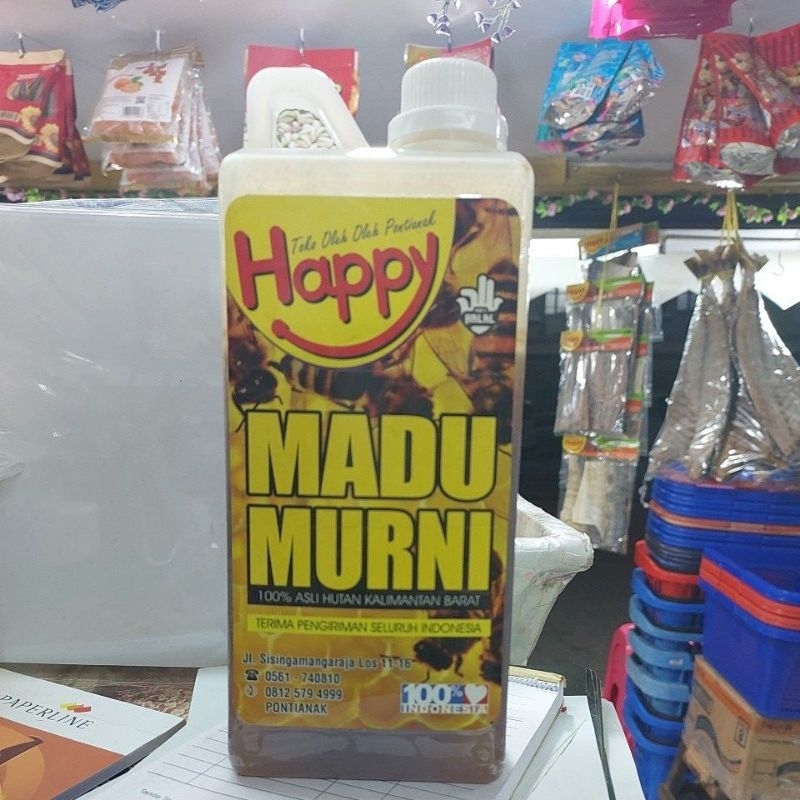 Toko Oleh Oleh Pontianak
Happy
HALAL
MADU
MURNI
100% ASLI HUTAN KALIMANTAN BARAT
TERIMA PENGIRIMAN SELURUH INDONESIA
Jl. Sisingamangaraja Los 11-16
0561 - 740810
0812 579 4999
PONTIANAK
100%
INDONESIA
PAPERLINE